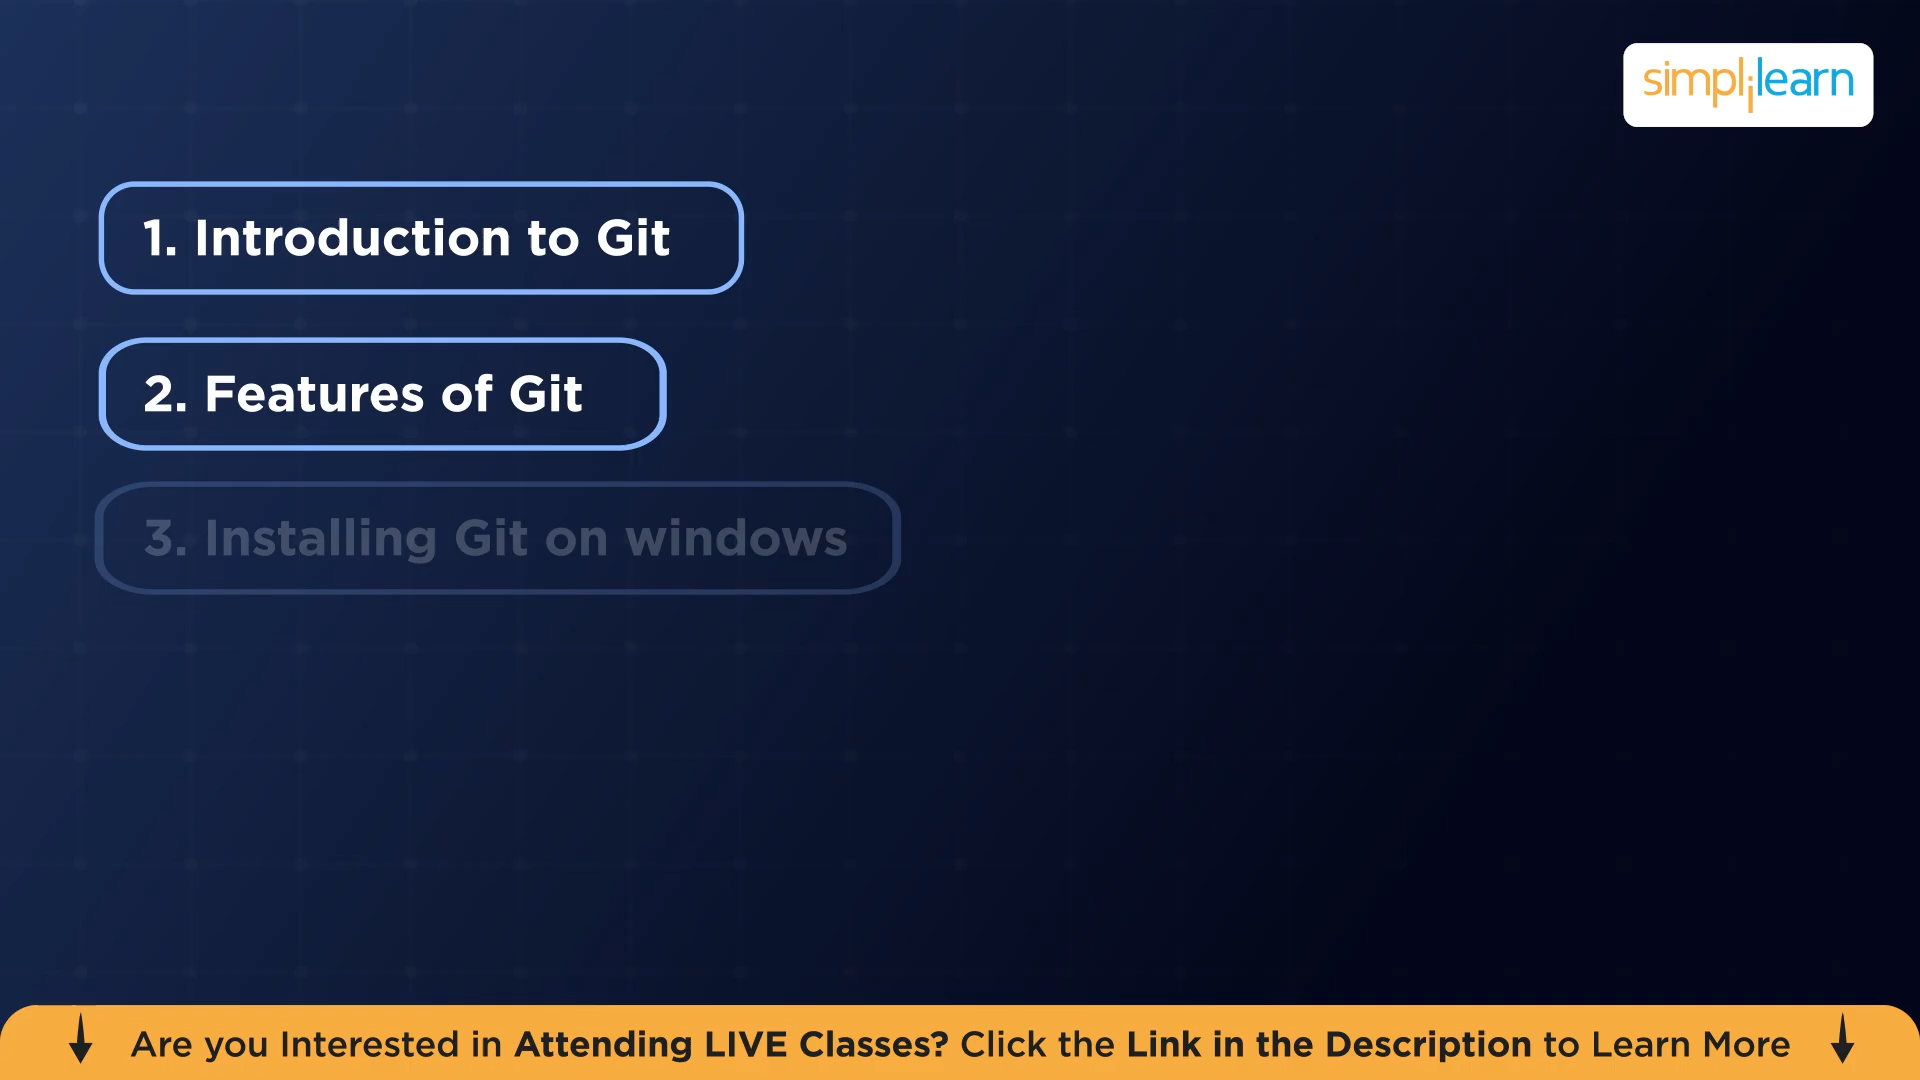 simplilearn
1. Introduction to Git
2. Features of Git
3. Installing Git on windows
Are you Interested in Attending LIVE Classes? Click the Link in the Description to Learn More